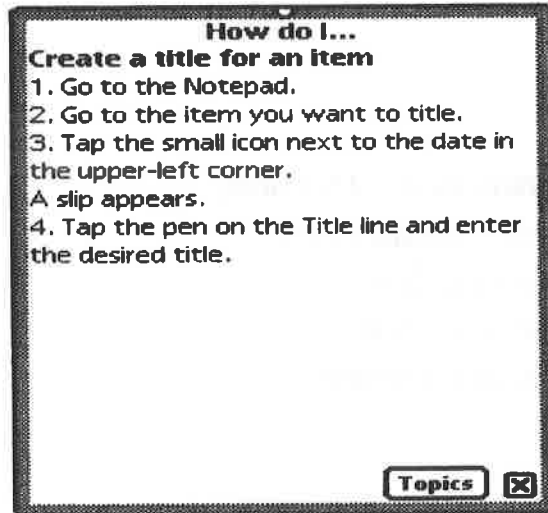 How do I...
Create a title for an item
1. Go to the Notepad.
2. Go to the item you want to title.
3. Tap the small icon next to the date in
the upper-left corner.
A slip appears.
4. Tap the pen on the Title line and enter
the desired title.
Topics